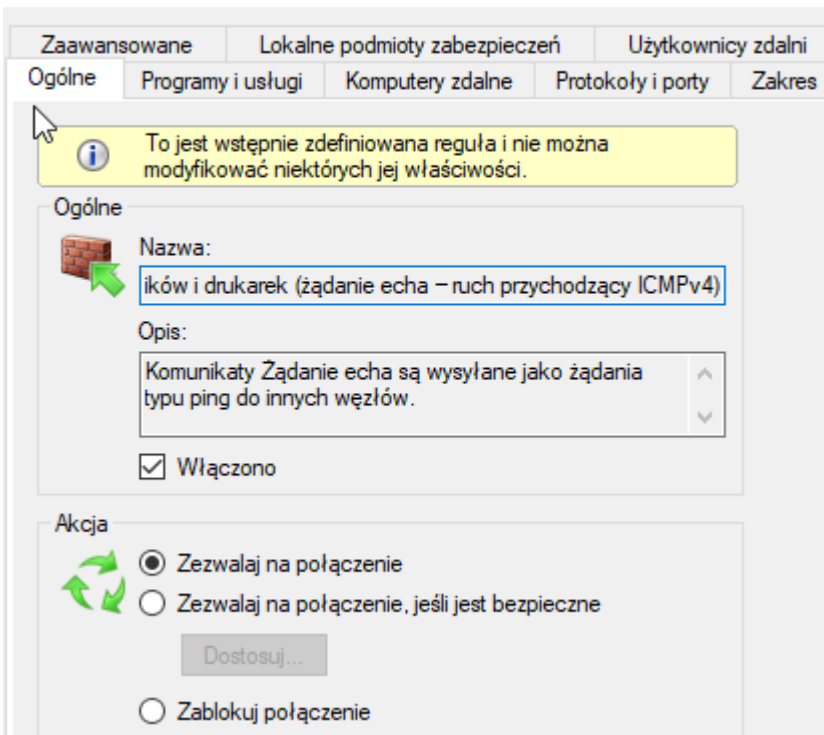 Zaawansowane
Lokalne podmioty zabezpieczeń
Użytkownicy zdalni
Ogólne
Programy i usługi
Komputery zdalne
Protokoły i porty
Zakres
To jest wstępnie zdefiniowana reguła i nie można
modyfikować niektórych jej właściwości.
Ogólne
Nazwa:
ików i drukarek (żądanie echa – ruch przychodzący ICMPv4)
Opis:
Komunikaty Żądanie echa są wysyłane jako żądania
typu ping do innych węzłów.
Włączono
Akcja
Zezwalaj na połączenie
Zezwalaj na połączenie, jeśli jest bezpieczne
Dostosuj...
Zablokuj połączenie